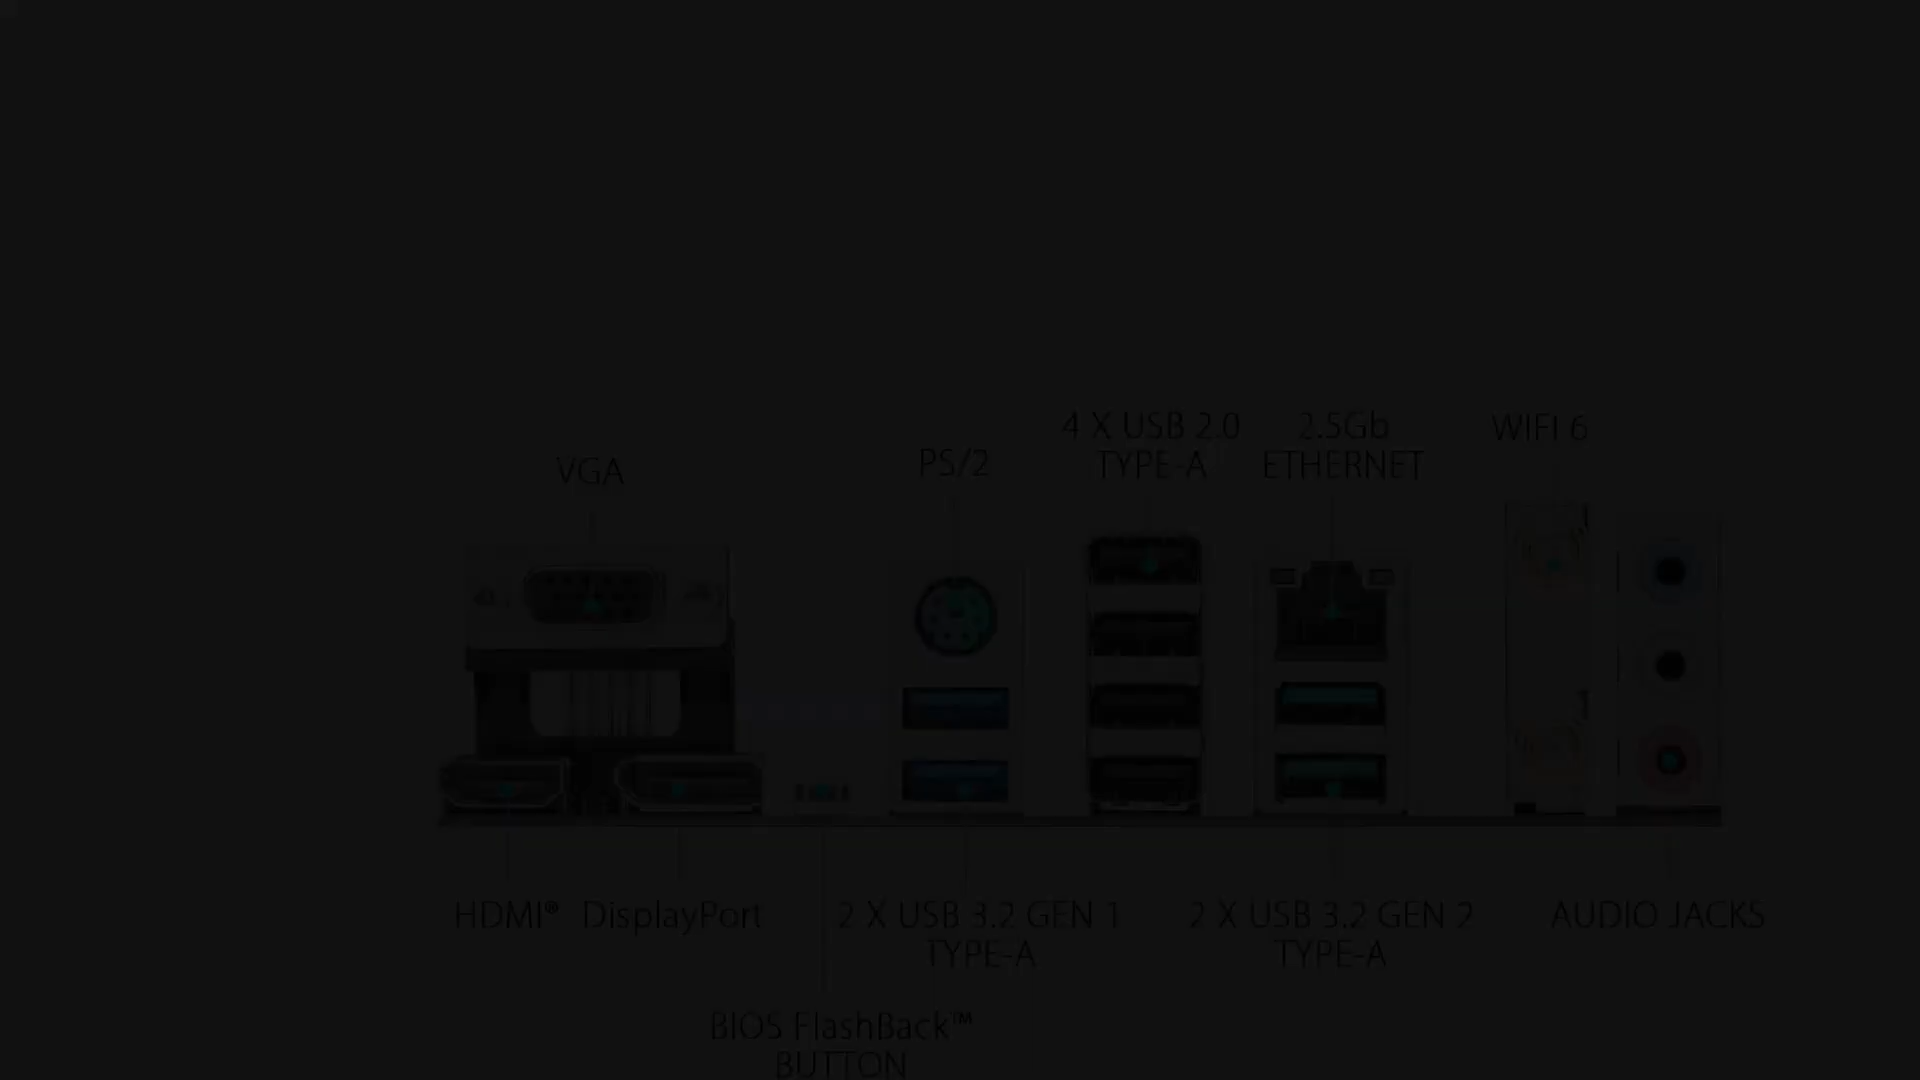 4 X USB 2.0
TYPE-A
2.5Gb
ETHERNET
WIFI 6
VGA
PS/2
HDMI® DisplayPort
2 X USB 3.2 GEN 1
TYPE-A
2 X USB 3.2 GEN 2
TYPE-A
AUDIO JACKS
BIOS FlashBack™
BUTTON